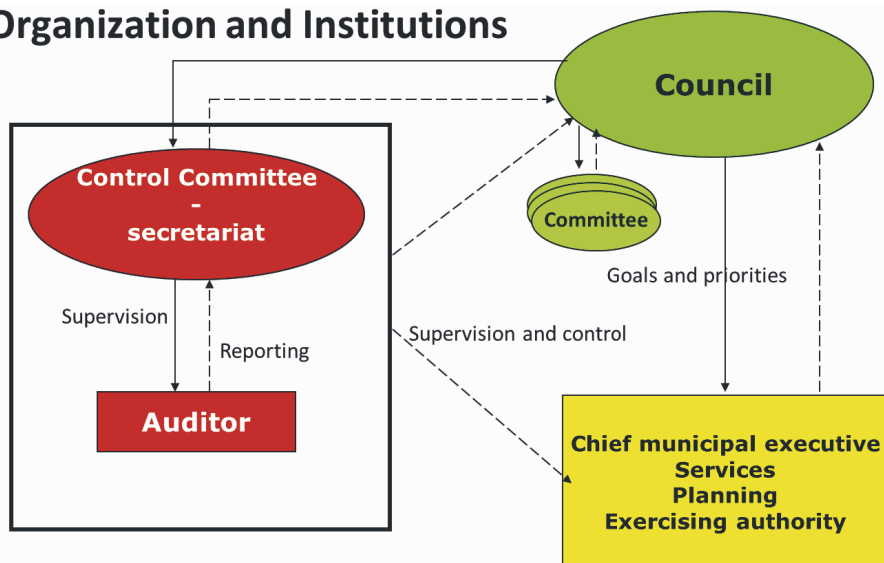 Organization and Institutions
Council
Control Committee
-
secretariat
Committee
Goals and priorities
Supervision
Reporting
Supervision and control
Auditor
Chief municipal executive
Services
Planning
Exercising authority